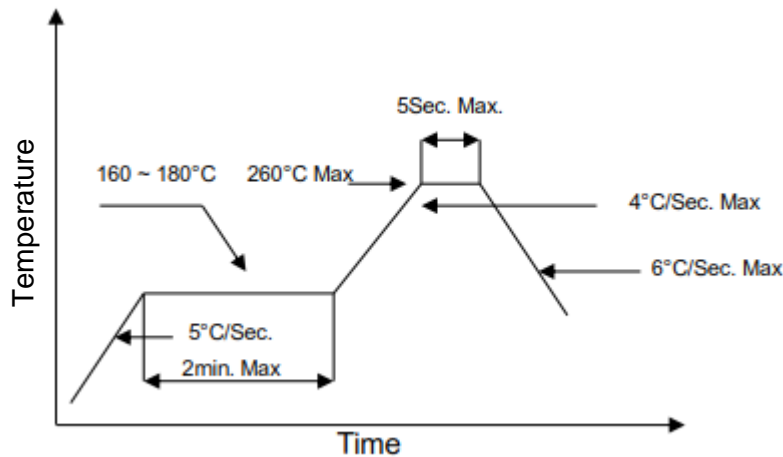 5Sec. Max.
160 ~ 180°C
260°C Max
4°C/Sec. Max
6°C/Sec. Max
5°C/Sec.
2min. Max
Temperature
Time